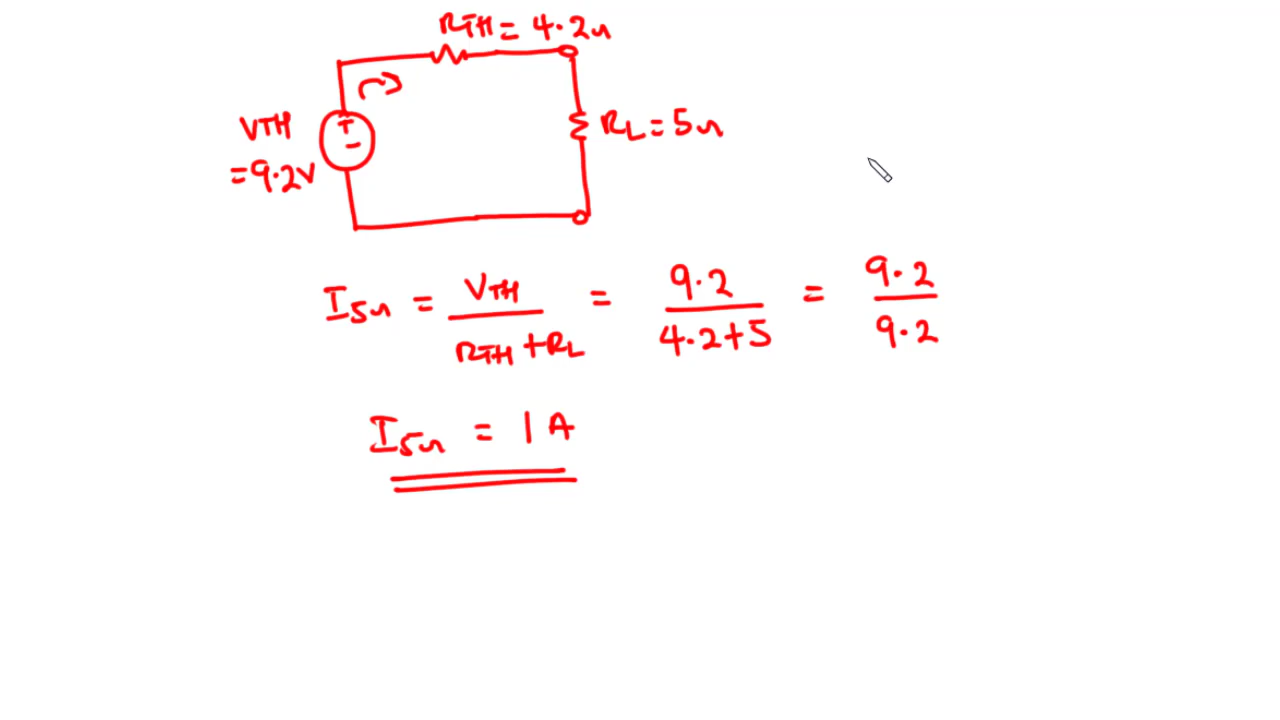 RTH = 4.2Ω
VTH
= 9.2V
+
-
RL = 5Ω
I5Ω = VTH / RTH + RL = 9.2 / 4.2+5 = 9.2 / 9.2
I5Ω = 1A